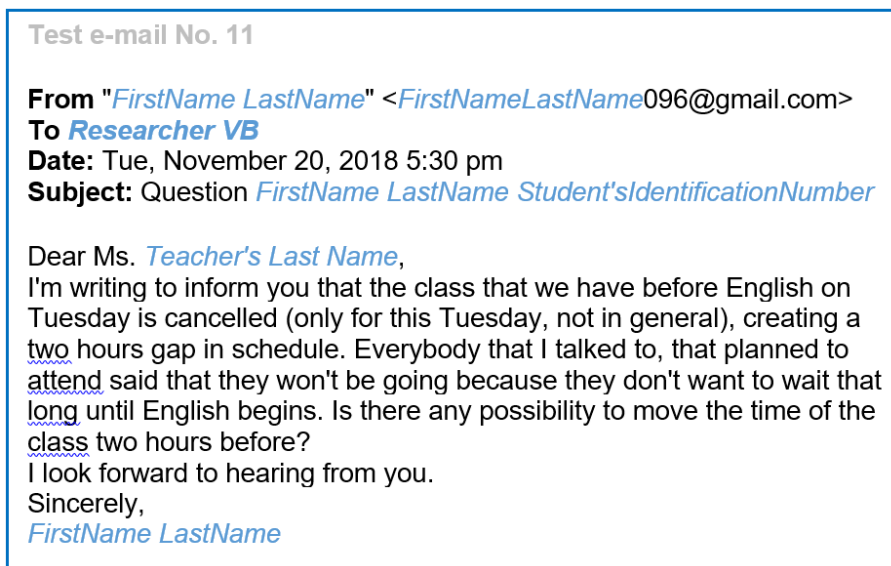 Test e-mail No. 11
From "FirstName LastName" <FirstNameLastName096@gmail.com>
To Researcher VB
Date: Tue, November 20, 2018 5:30 pm
Subject: Question FirstName LastName Student'sIdentificationNumber
Dear Ms. Teacher's Last Name,
I'm writing to inform you that the class that we have before English on
Tuesday is cancelled (only for this Tuesday, not in general), creating a
two hours gap in schedule. Everybody that I talked to, that planned to
attend said that they won't be going because they don't want to wait that
long until English begins. Is there any possibility to move the time of the
class two hours before?
I look forward to hearing from you.
Sincerely,
FirstName LastName